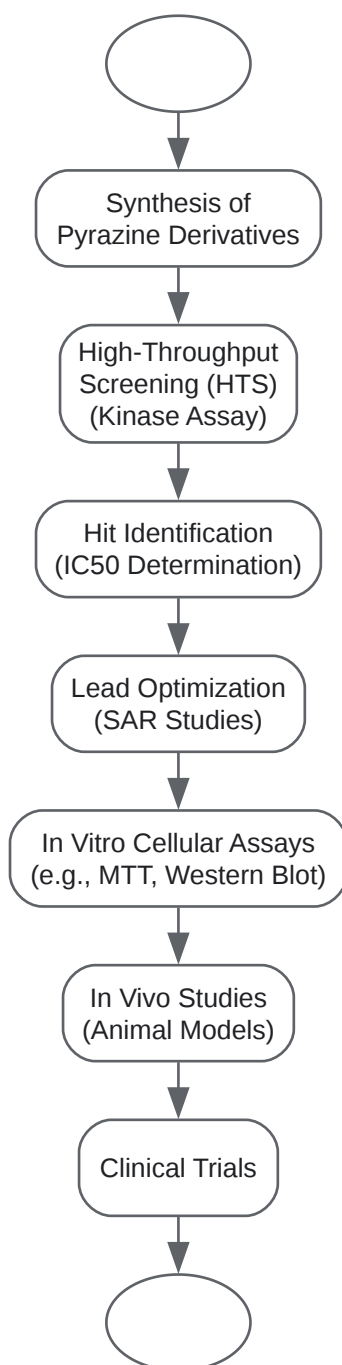 Synthesis of
Pyrazine Derivatives
High-Throughput
Screening (HTS)
(Kinase Assay)
Hit Identification
(IC50 Determination)
Lead Optimization
(SAR Studies)
In Vitro Cellular Assays
(e.g., MTT, Western Blot)
In Vivo Studies
(Animal Models)
Clinical Trials